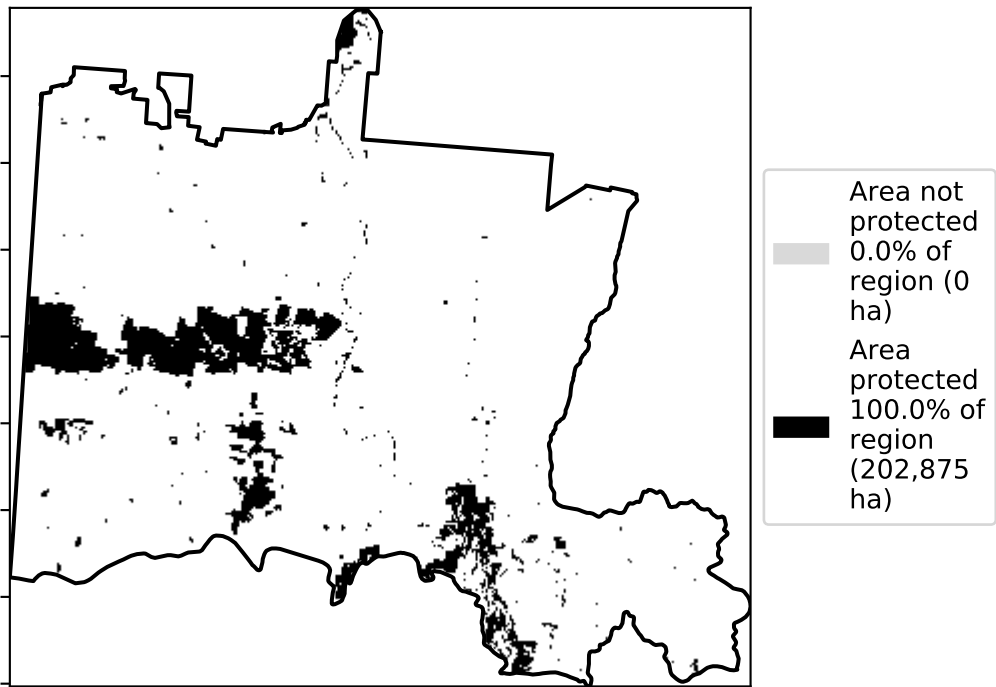 Area not
protected
0.0% of
region (0
ha)
Area
protected
100.0% of
region
(202,875
ha)